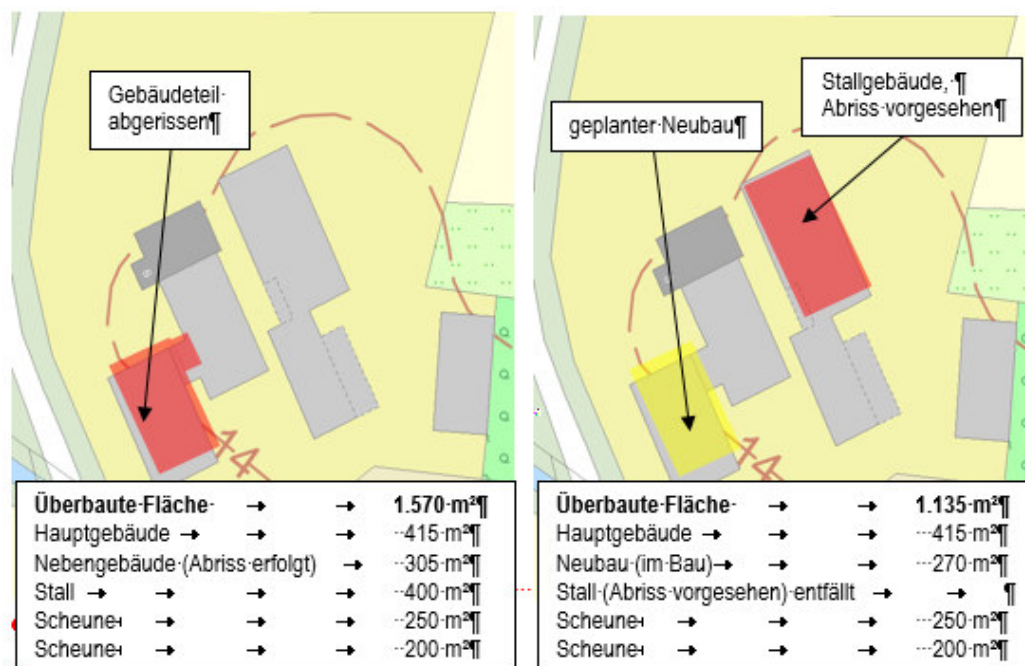 Gebäudeteil·
abgerissen¶
geplanter·Neubau¶
Stallgebäude,·¶
Abriss·vorgesehen¶
14
Überbaute·Fläche· → → 1.570·m²¶
Hauptgebäude → → → ··415·m²¶
Nebengebäude·(Abriss·erfolgt) → ··305·m²¶
Stall → → → → ··400·m²¶
Scheune → → → ··250·m²¶
Scheune → → → ··200·m²¶
14
Überbaute·Fläche· → → 1.135·m²¶
Hauptgebäude → → → ··415·m²¶
Neubau·(im·Bau) → → → ··270·m²¶
Stall·(Abriss·vorgesehen)·entfällt → → ¶
Scheune → → → ··250·m²¶
Scheune → → → ··200·m²¶